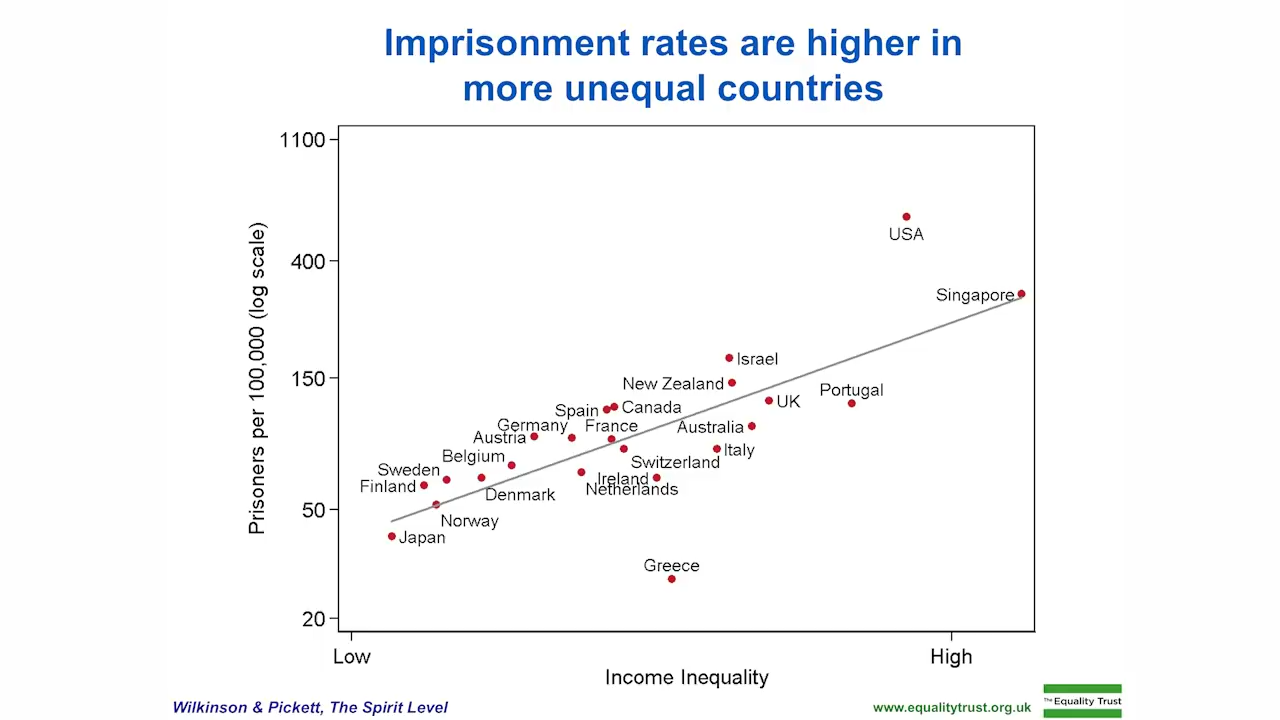 Imprisonment rates are higher in
more unequal countries
Prisoners per 100,000 (log scale)
1100
400
150
50
20
USA
Singapore
Israel
New Zealand
Portugal
UK
Spain
Canada
Germany
France
Australia
Austria
Italy
Belgium
Switzerland
Sweden
Ireland
Finland
Netherlands
Denmark
Norway
Japan
Greece
Low
High
Income Inequality
Wilkinson & Pickett, The Spirit Level
www.equalitytrust.org.uk
The Equality Trust